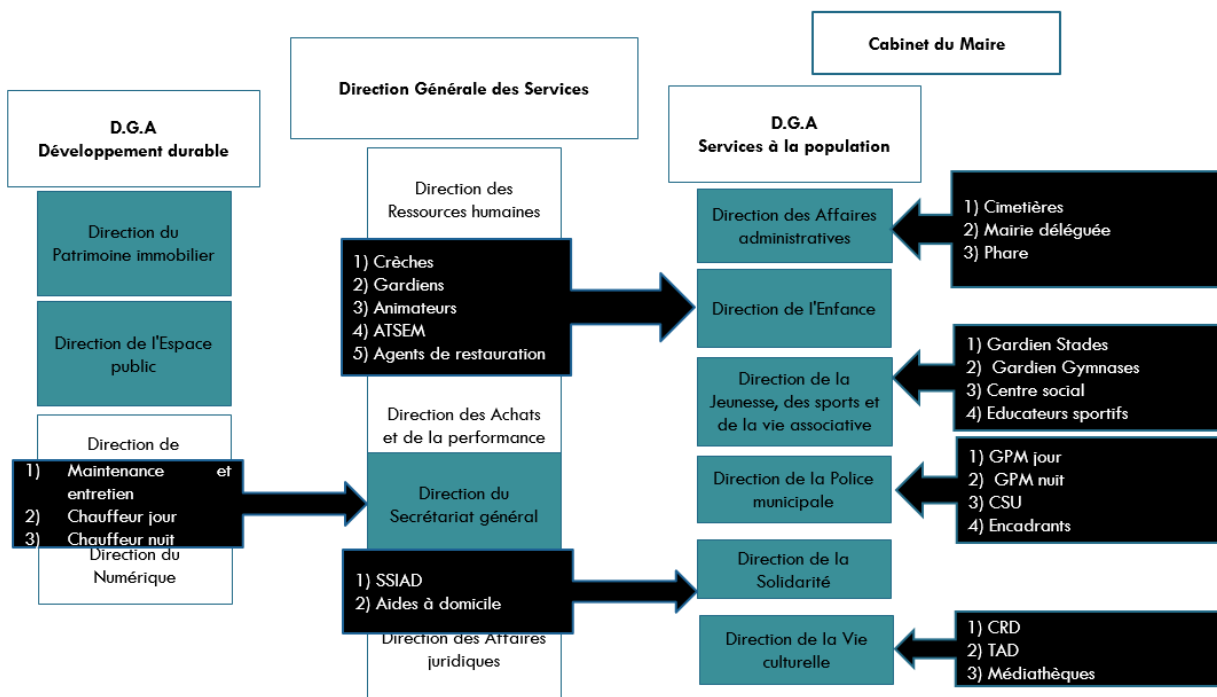 Cabinet du Maire
Direction Générale des Services
D.G.A
Développement durable
D.G.A
Services à la population
Direction du
Patrimoine immobilier
Direction de l'Espace
public
Direction de
1) Maintenance et
entretien
2) Chauffeur jour
3) Chauffeur nuit
Direction du
Numérique
Direction des
Ressources humaines
1) Crèches
2) Gardiens
3) Animateurs
4) ATSEM
5) Agents de restauration
Direction des Achats
et de la performance
Direction du
Secrétariat général
1) SSIAD
2) Aides à domicile
Direction des Affaires
juridiques
Direction des Affaires
administratives
Direction de l'Enfance
Direction de la
Jeunesse, des sports et
de la vie associative
Direction de la Police
municipale
Direction de la
Solidarité
Direction de la Vie
culturelle
1) Cimetières
2) Mairie déléguée
3) Phare
1) Gardien Stades
2) Gardien Gymnases
3) Centre social
4) Educateurs sportifs
1) GPM jour
2) GPM nuit
3) CSU
4) Encadrants
1) CRD
2) TAD
3) Médiathèques